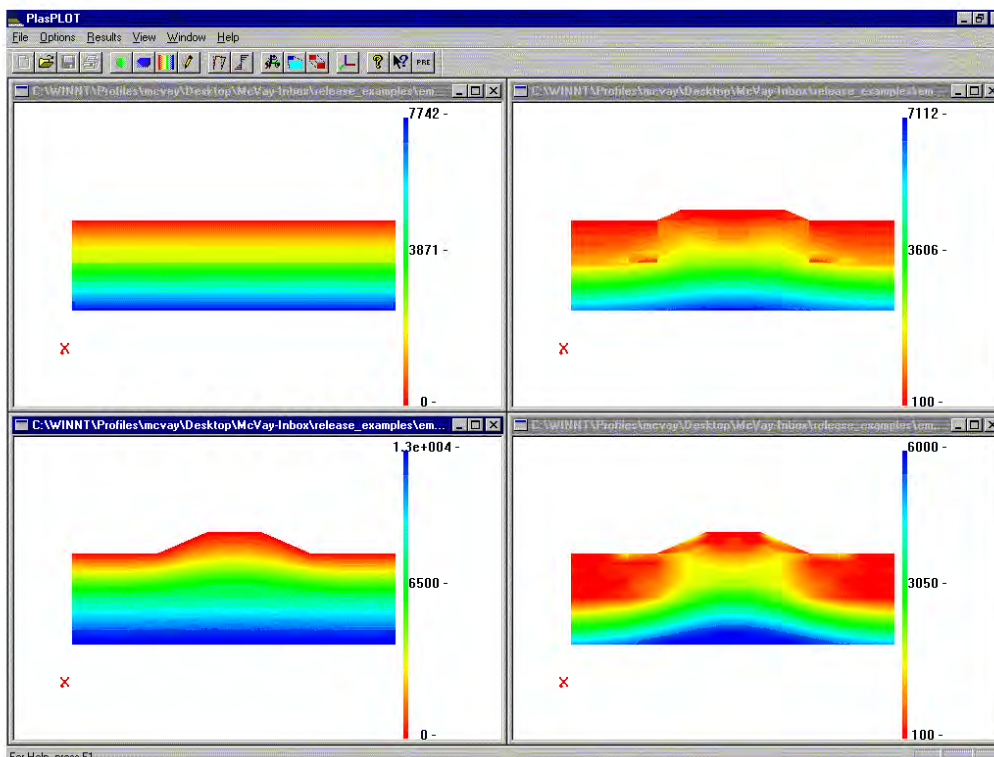 PlasPLOT
File Options Results View Window Help
PRE
C:\WINNT\Profiles\mcvay\Desktop\McVay-Inbox\release_examples\em...
7742 -
3871 -
0 -
C:\WINNT\Profiles\mcvay\Desktop\McVay-Inbox\release_examples\em...
7112 -
3606 -
100 -
C:\WINNT\Profiles\mcvay\Desktop\McVay-Inbox\release_examples\em...
1.3e+004 -
6500 -
0 -
C:\WINNT\Profiles\mcvay\Desktop\McVay-Inbox\release_examples\em...
6000 -
3050 -
100 -
For Help, press F1